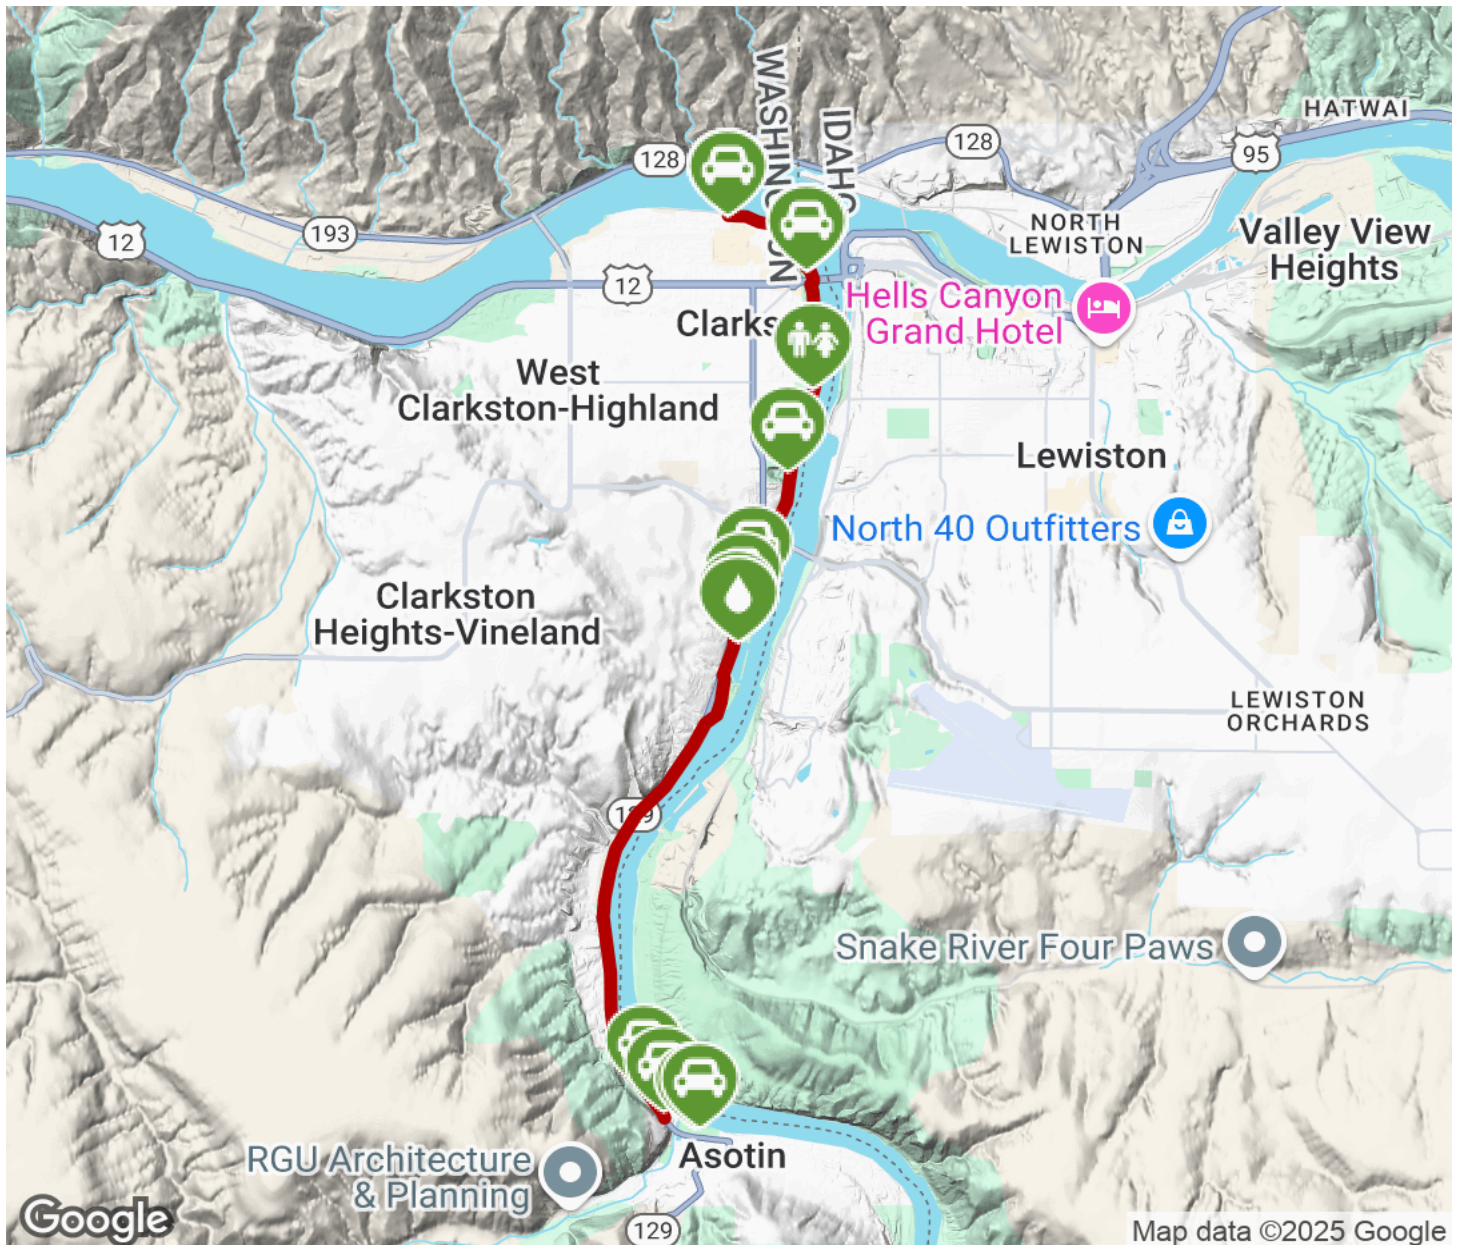 WASHINGTON
IDAHO
HATWAI
128
128
95
12
193
NORTH
LEWISTON
Valley View
Heights
12
Hells Canyon
Grand Hotel
Clarks
West
Clarkston-Highland
Lewiston
North 40 Outfitters
Clarkston
Heights-Vineland
LEWISTON
ORCHARDS
129
Snake River Four Paws
RGU Architecture
& Planning
Asotin
129
Google
Map data ©2025 Google